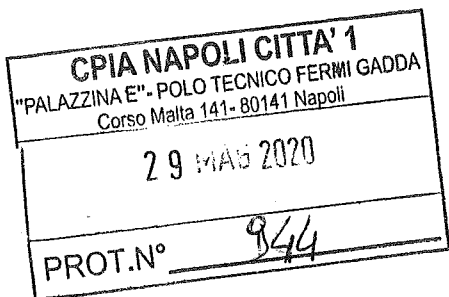 CPIA NAPOLI CITTA' 1
"PALAZZINA E"- POLO TECNICO FERMI GADDA
Corso Malta 141- 80141 Napoli
29 MAG 2020
PROT.N° 944